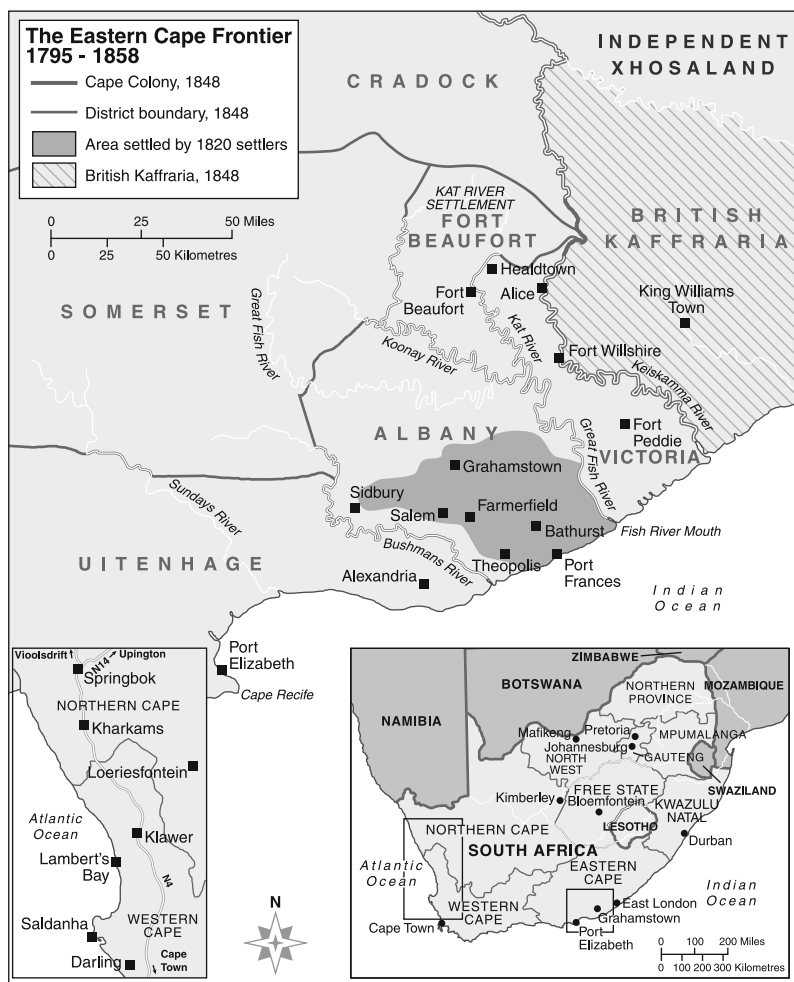 The Eastern Cape Frontier
1795 - 1858
Cape Colony, 1848
District boundary, 1848
Area settled by 1820 settlers
British Kaffraria, 1848
0 25 50 Miles
0 25 50 Kilometres
INDEPENDENT
XHOSALAND
CRADOCK
KAT RIVER
SETTLEMENT
FORT
BEAUFORT
BRITISH
KAFFRARIA
Healdtown
Fort
Beaufort
Alice
King Williams
Town
SOMERSET
Great Fish
River
Koonay River
Kat River
Fort Willshire
Keiskamma River
Fort
Peddie
VICTORIA
ALBANY
Great Fish River
Grahamstown
Sundays River
Sidbury
Salem
Farmerfield
Bathurst
Fish River Mouth
UITENHAGE
Bushmans River
Theopolis
Port
Frances
Alexandria
Indian
Ocean
Port
Elizabeth
Cape Recife
Vioolsdrift
N14
Upington
Springbok
NORTHERN CAPE
Kharkams
Loeriesfontein
Atlantic
Ocean
Klawer
Lambert's
Bay
N4
Saldanha
WESTERN
CAPE
Darling
Cape
Town
N
ZIMBABWE
BOTSWANA
NORTHERN
PROVINCE
MOZAMBIQUE
NAMIBIA
Mafikeng
Pretoria
MPUMALANGA
Johannesburg
GAUTENG
NORTH
WEST
SWAZILAND
FREE STATE
Kimberley
Bloemfontein
KWAZULU
NATAL
LESOTHO
Durban
NORTHERN CAPE
SOUTH AFRICA
Atlantic
Ocean
EASTERN
CAPE
Indian
Ocean
WESTERN
CAPE
East London
Grahamstown
Cape Town
Port
Elizabeth
0 100 200 Miles
0 100 200 300 Kilometres